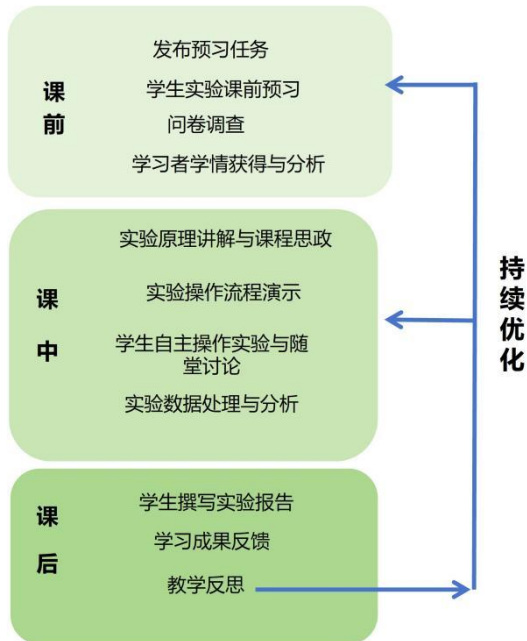 课前
发布预习任务
学生实验课前预习
问卷调查
学习者学情获得与分析
课中
实验原理讲解与课程思政
实验操作流程演示
学生自主操作实验与随
堂讨论
实验数据处理与分析
课后
学生撰写实验报告
学习成果反馈
教学反思
持续优化